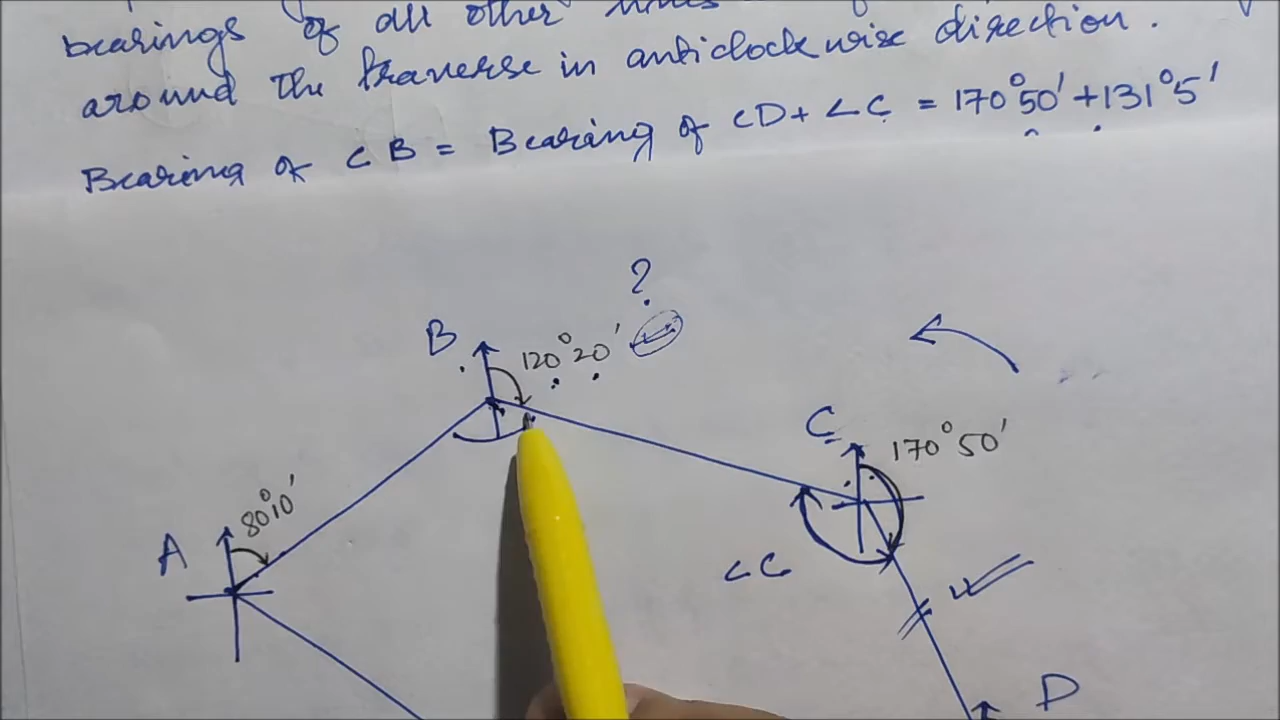 bearings of all other lines
around the traverse in anticlockwise direction.
Bearing of CB = Bearing of CD + ∠C = 170°50' + 131°5'
?
B
120°20'
C
170°50'
80°10'
A
∠C
D